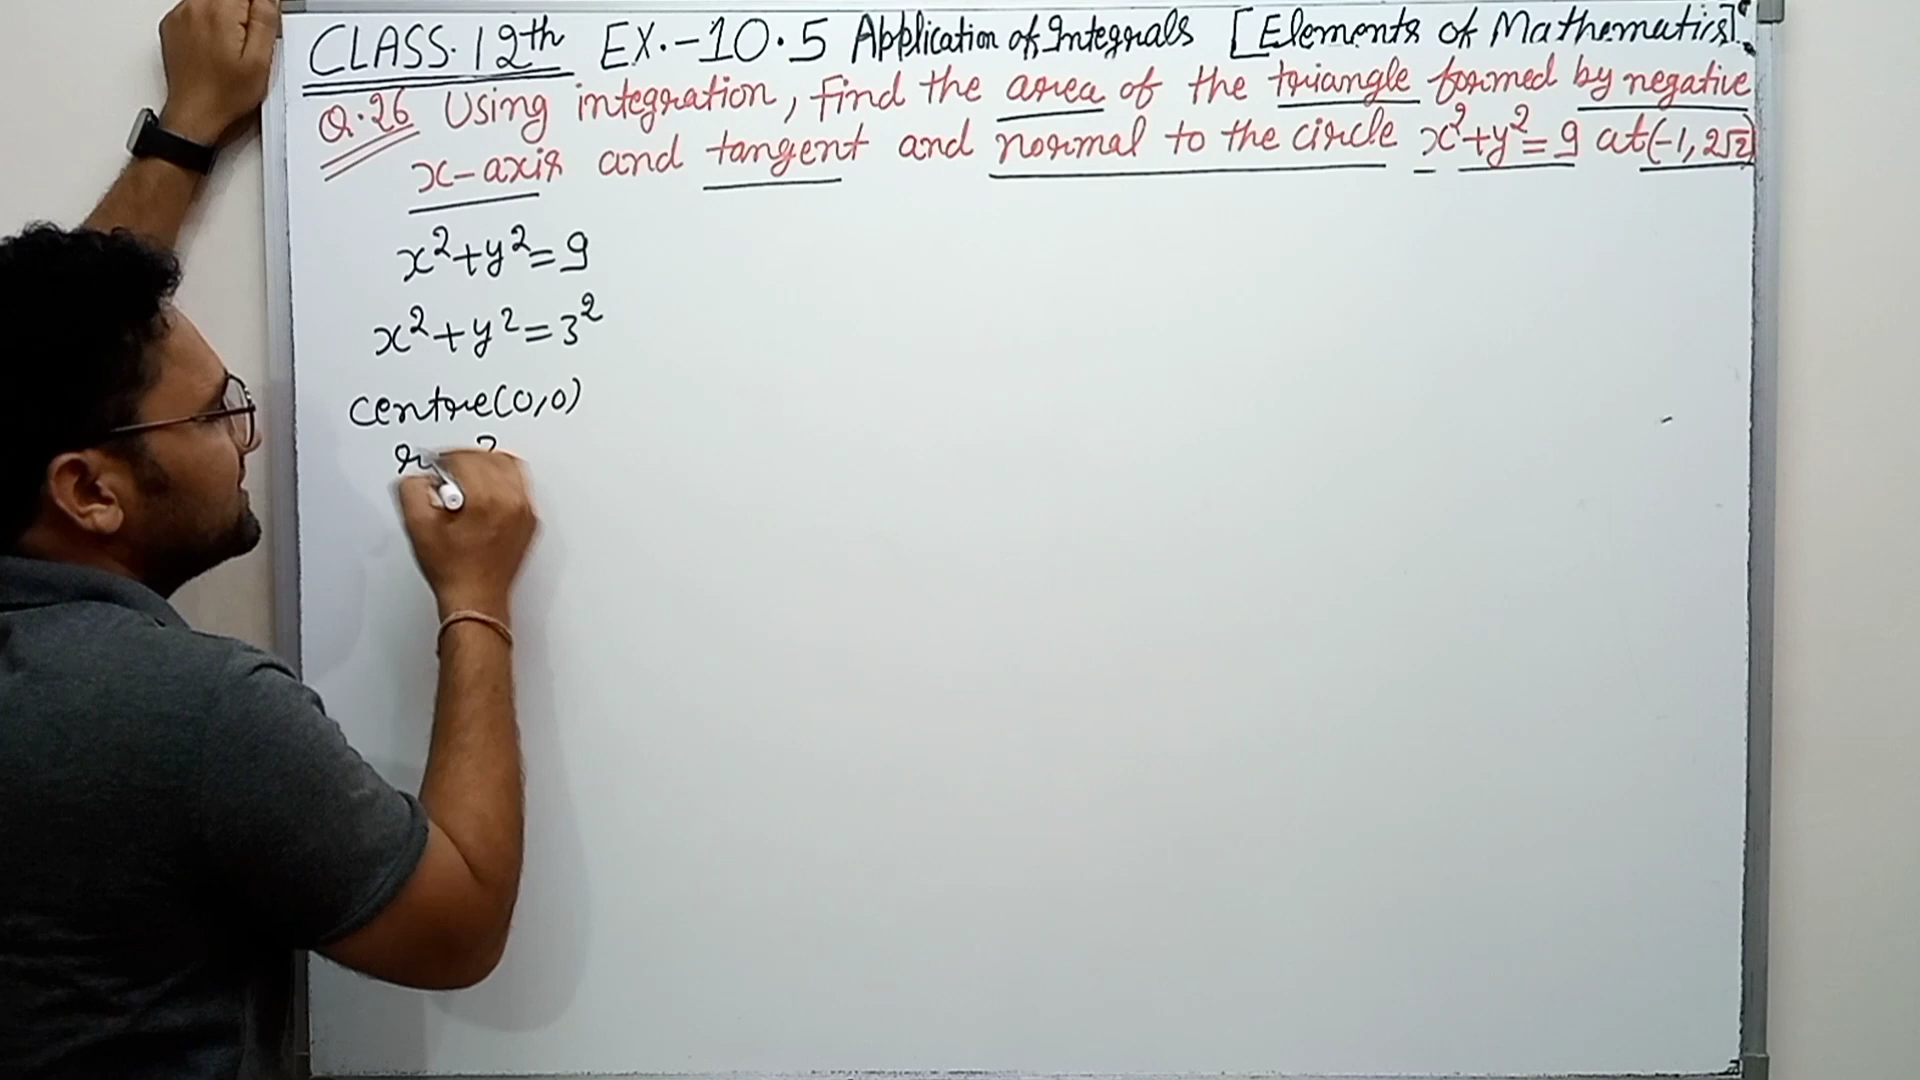 CLASS. 12th EX.-10.5 Application of Integrals [Elements of Mathematics]
Q.26 Using integration, find the area of the triangle formed by negative
x-axis and tangent and normal to the circle x²+y²=9 at (-1, 2√2)
x²+y²=9
x²+y²=3²
centre(0,0)